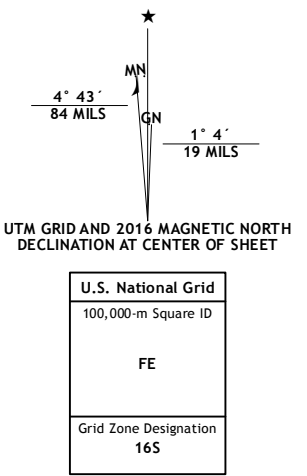 ★
MN
4° 43´
84 MILS
GN
1° 4´
19 MILS
UTM GRID AND 2016 MAGNETIC NORTH
DECLINATION AT CENTER OF SHEET
U.S. National Grid
100,000-m Square ID
FE
Grid Zone Designation
16S